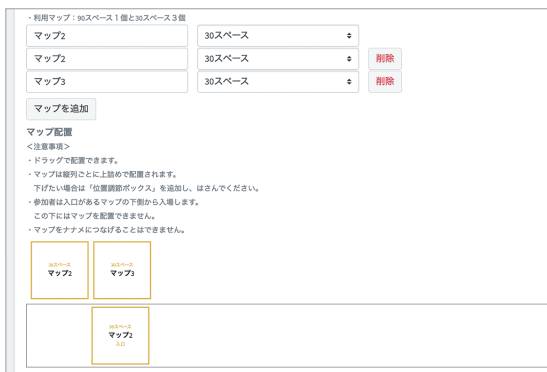 ・利用マップ：90スペース１個と30スペース３個
マップ2 30スペース
マップ2 30スペース 削除
マップ3 30スペース 削除
マップを追加
マップ配置
＜注意事項＞
・ドラッグで配置できます。
・マップは縦列ごとに上詰めで配置されます。
下げたい場合は「位置調節ボックス」を追加し、はさんでください。
・参加者は入口があるマップの下側から入場します。
この下にはマップを配置できません。
・マップをナナメにつなげることはできません。
30スペース 30スペース
マップ2 マップ3
30スペース
マップ2
入口